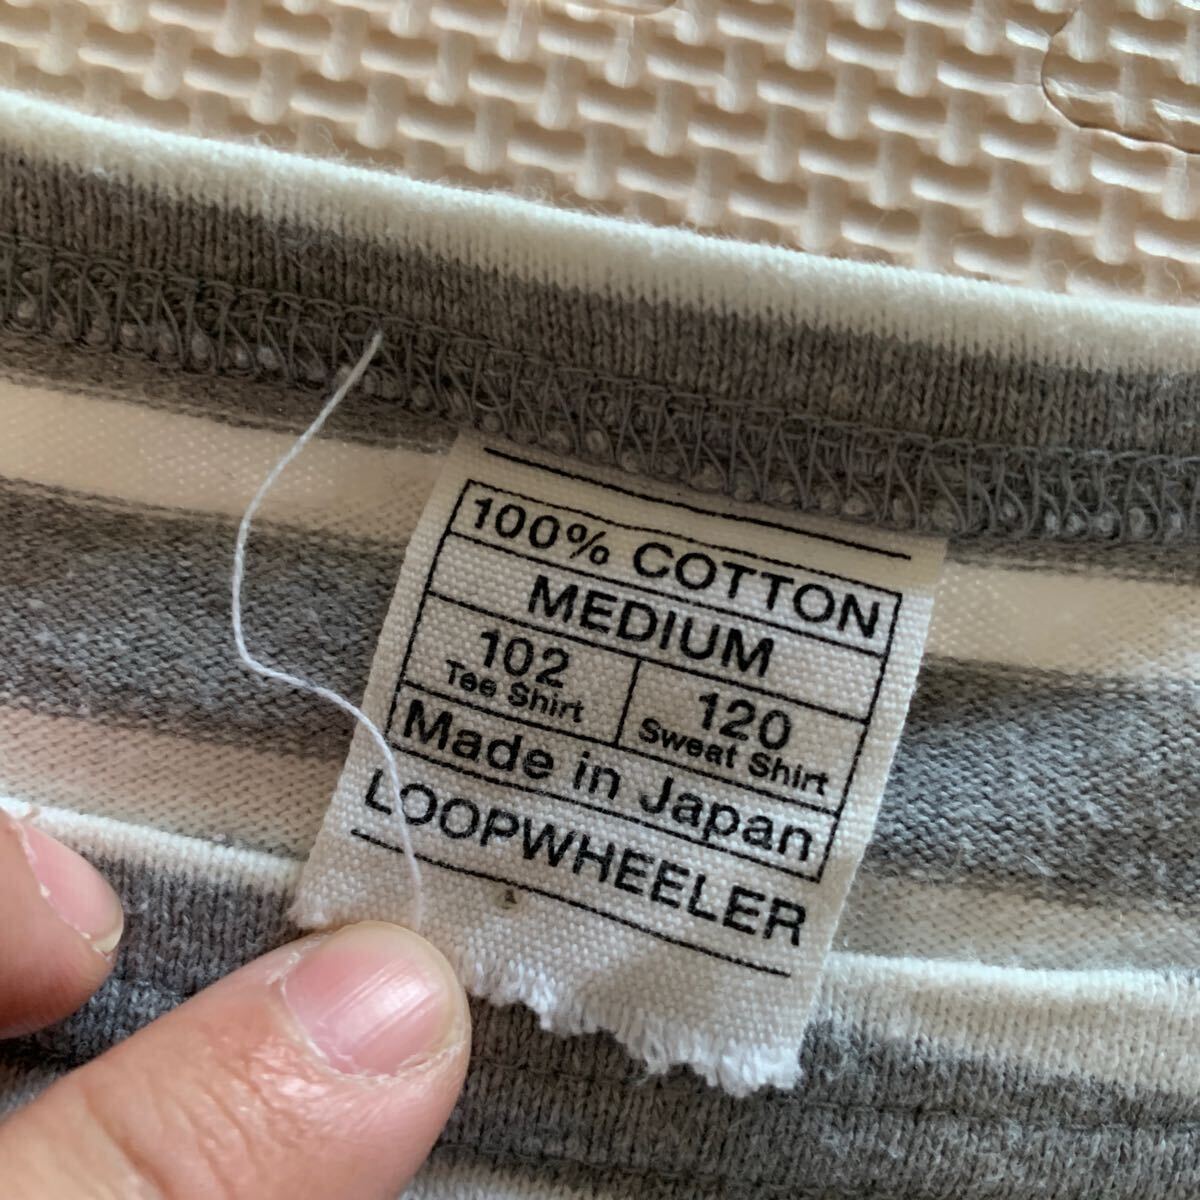 100% COTTON
MEDIUM
102
Tee Shirt
120
Sweat Shirt
Made in Japan
LOOPWHEELER